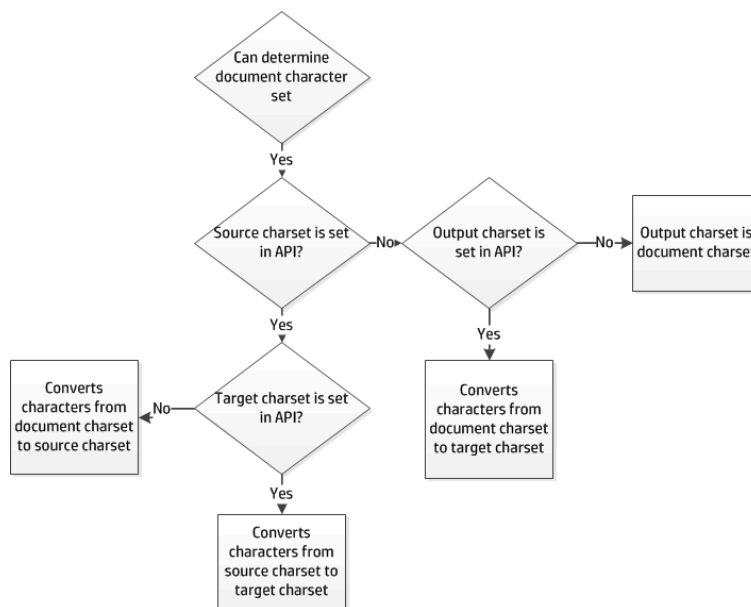 Can determine
document character
set
Yes
Source charset is set
in API?
No
Output charset is
set in API?
No
Output charset is
document charset
Yes
Yes
Converts
characters from
document charset
to source charset
No
Target charset is set
in API?
Converts
characters from
document charset
to target charset
Yes
Converts
characters from
source charset to
target charset